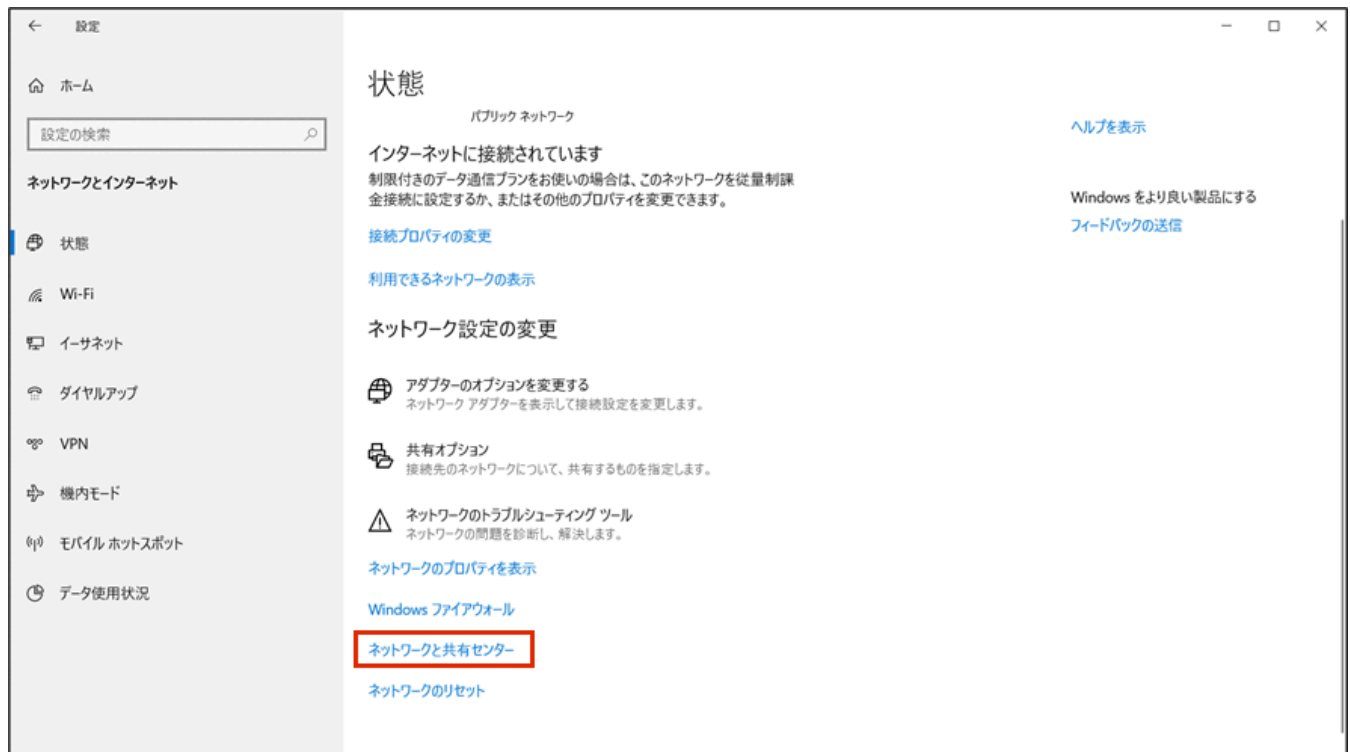 設定
ホーム
設定の検索
ネットワークとインターネット
状態
Wi-Fi
イーサネット
ダイヤルアップ
VPN
機内モード
モバイル ホットスポット
データ使用状況
状態
パブリック ネットワーク
インターネットに接続されています
制限付きのデータ通信プランをお使いの場合は、このネットワークを従量制課
金接続に設定するか、またはその他のプロパティを変更できます。
接続プロパティの変更
利用できるネットワークの表示
ネットワーク設定の変更
アダプターのオプションを変更する
ネットワーク アダプターを表示して接続設定を変更します。
共有オプション
接続先のネットワークについて、共有するものを指定します。
ネットワークのトラブルシューティング ツール
ネットワークの問題を診断し、解決します。
ネットワークのプロパティを表示
Windows ファイアウォール
ネットワークと共有センター
ネットワークのリセット
ヘルプを表示
Windows をより良い製品にする
フィードバックの送信